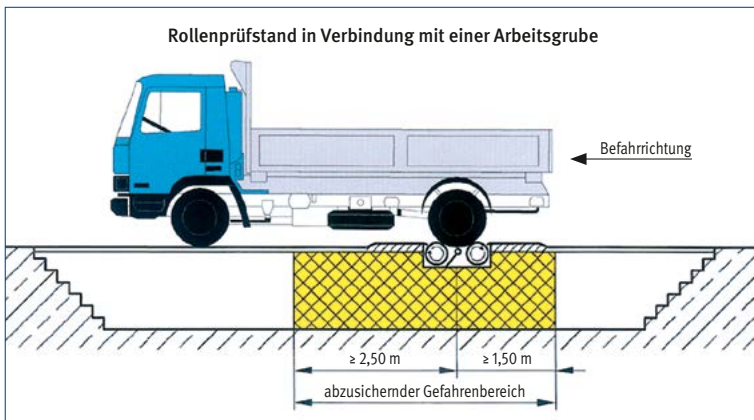 Rollenprüfstand in Verbindung mit einer Arbeitsgrube
Befahrrichtung
≥ 2,50 m
≥ 1,50 m
abzusichernder Gefahrenbereich